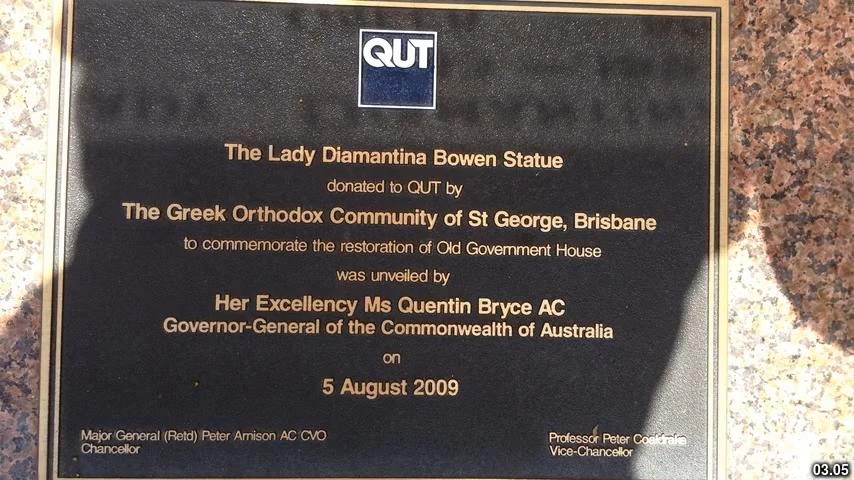 QUT
The Lady Diamantina Bowen Statue
donated to QUT by
The Greek Orthodox Community of St George, Brisbane
to commemorate the restoration of Old Government House
was unveiled by
Her Excellency Ms Quentin Bryce AC
Governor-General of the Commonwealth of Australia
on
5 August 2009
Major General (Retd) Peter Arnison AC CVO
Chancellor
Professor Peter Coaldrake
Vice-Chancellor
03.05